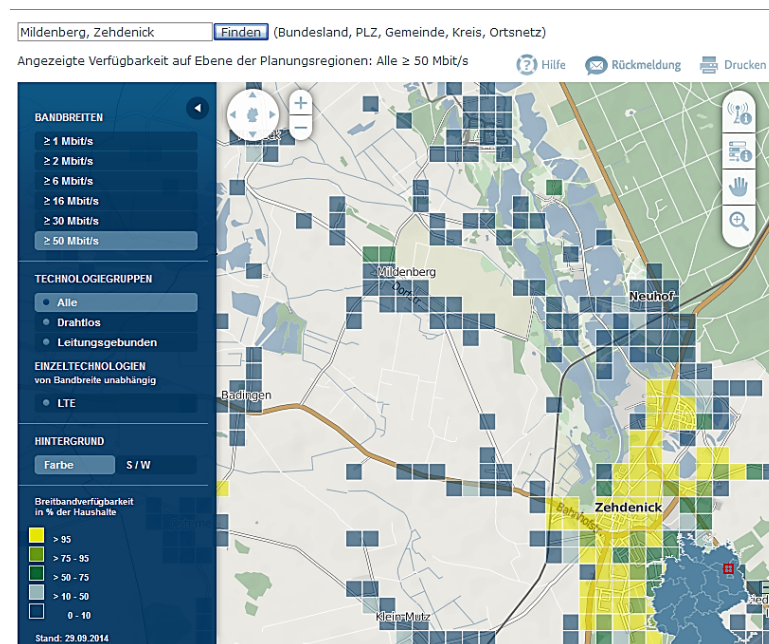 Mildenberg, Zehdenick Finden (Bundesland, PLZ, Gemeinde, Kreis, Ortsnetz)
Angezeigte Verfügbarkeit auf Ebene der Planungsregionen: Alle ≥ 50 Mbit/s
Hilfe Rückmeldung Drucken
BANDBREITEN
≥ 1 Mbit/s
≥ 2 Mbit/s
≥ 6 Mbit/s
≥ 16 Mbit/s
≥ 30 Mbit/s
≥ 50 Mbit/s
TECHNOLOGIEGRUPPEN
Alle
Drahtlos
Leitungsgebunden
EINZELTECHNOLOGIEN
von Bandbreite unabhängig
LTE
HINTERGRUND
Farbe S / W
Breitbandverfügbarkeit
in % der Haushalte
> 95
> 75 - 95
> 50 - 75
> 10 - 50
0 - 10
Stand: 29.09.2014
Mildenberg
Dorfstr.
Neuhof
Badingen
Zehdenick
Bahnhofstr.
Klein-Mutz